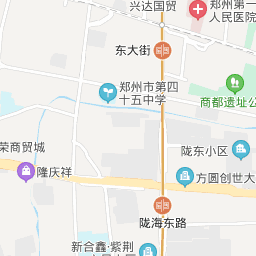 兴达国贸
郑州第一
人民医院
东大街
郑州市第四
十五中学
商都遗址公
荣商贸城
陇东小区
隆庆祥
方圆创世大
陇海东路
新合鑫·紫荆